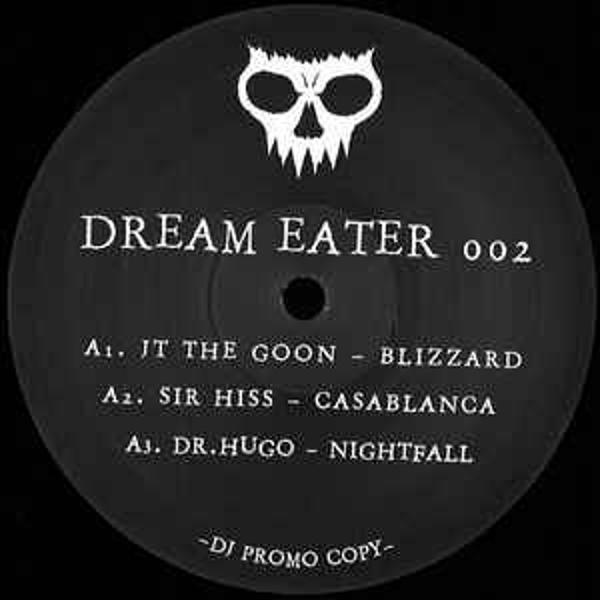 DREAM EATER 002
A1. JT THE GOON – BLIZZARD
A2. SIR HISS – CASABLANCA
A3. DR.HUGO – NIGHTFALL
-DJ PROMO COPY-